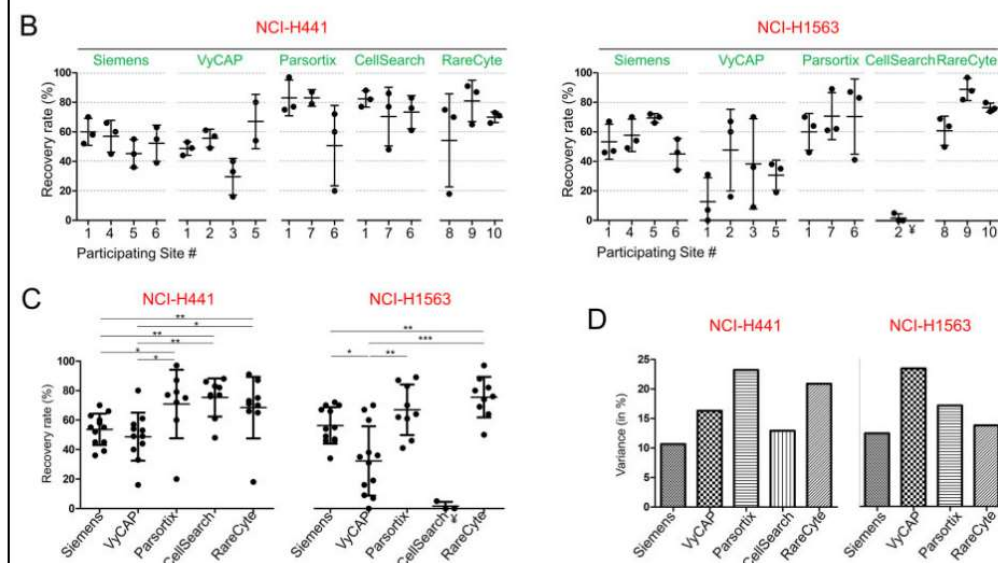 B
NCI-H441
NCI-H1563
Siemens VyCAP Parsortix CellSearch RareCyte
Siemens VyCAP Parsortix CellSearch RareCyte
Recovery rate (%)
100
80
60
40
20
0
1 4 5 6 1 2 3 5 1 7 6 1 7 6 8 9 10
Participating Site #
Recovery rate (%)
100
80
60
40
20
0
1 4 5 6 1 2 3 5 1 7 6 2 ¥ 8 9 10
Participating Site #
C
NCI-H441
NCI-H1563
** * ** ** * *
** *** * **
Recovery rate (%)
100
80
60
40
20
0
Siemens VyCAP Parsortix CellSearch RareCyte
Siemens VyCAP Parsortix CellSearch ¥ RareCyte
D
NCI-H441
NCI-H1563
Variance (in %)
25
20
15
10
5
0
Siemens VyCAP Parsortix CellSearch RareCyte
Siemens VyCAP Parsortix RareCyte